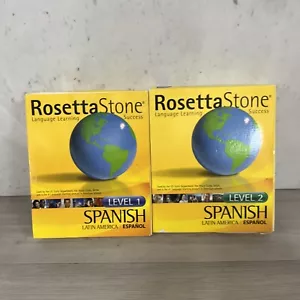 RosettaStone®
Language Learning Success
LEVEL 1
SPANISH
LATIN AMERICA | ESPAÑOL
RosettaStone®
Language Learning Success
LEVEL 2
SPANISH
LATIN AMERICA | ESPAÑOL